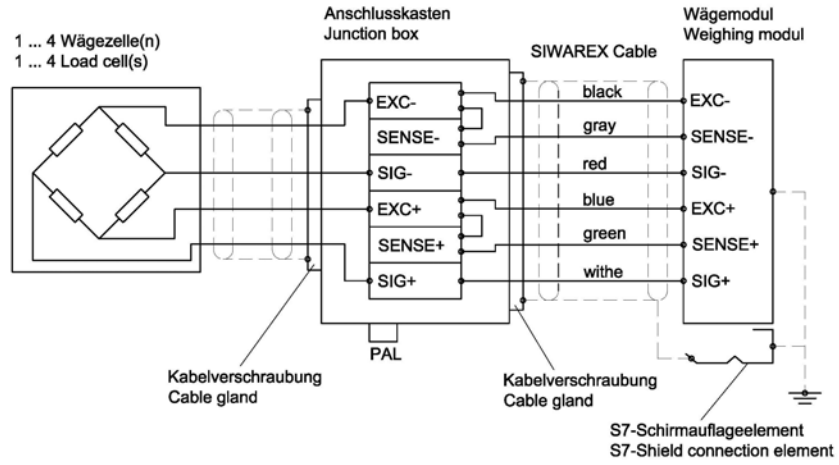 1 ... 4 Wägezelle(n)
1 ... 4 Load cell(s)
Anschlusskasten
Junction box
SIWAREX Cable
Wägemodul
Weighing modul
EXC-
SENSE-
SIG-
EXC+
SENSE+
SIG+
black
gray
red
blue
green
withe
EXC-
SENSE-
SIG-
EXC+
SENSE+
SIG+
PAL
Kabelverschraubung
Cable gland
Kabelverschraubung
Cable gland
S7-Schirmauflageelement
S7-Shield connection element